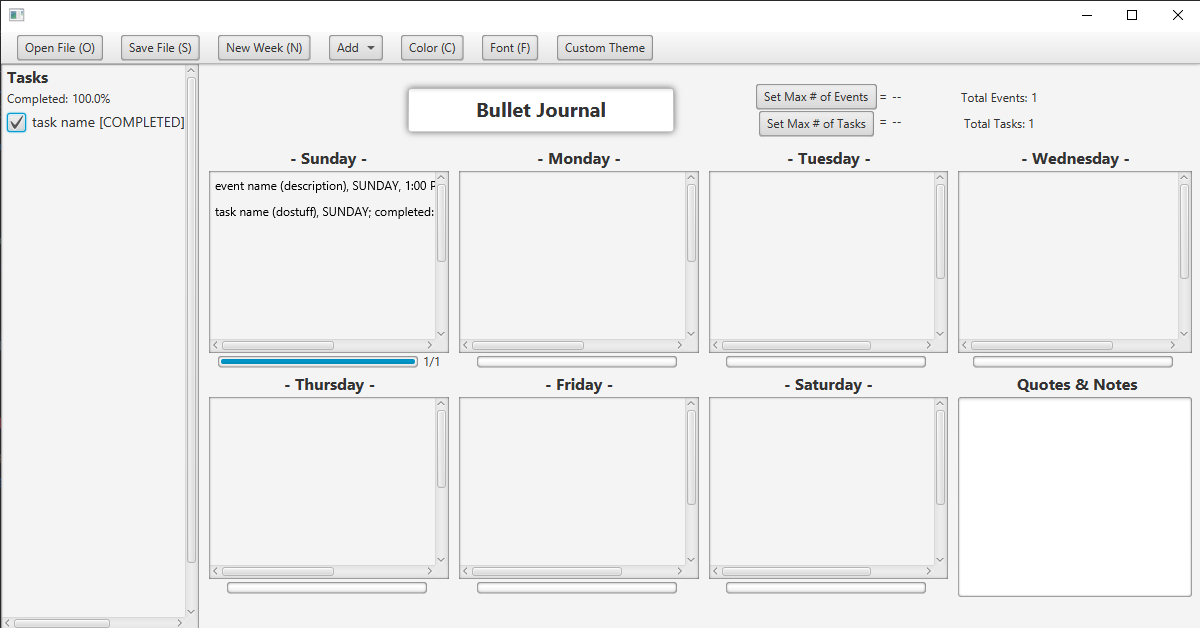 Open File (O) Save File (S) New Week (N) Add Color (C) Font (F) Custom Theme
Tasks
Completed: 100.0%
task name [COMPLETED]
Bullet Journal
Set Max # of Events = -- Total Events: 1
Set Max # of Tasks = -- Total Tasks: 1
- Sunday - - Monday - - Tuesday - - Wednesday -
event name (description), SUNDAY, 1:00 P
task name (dostuff), SUNDAY; completed:
1/1
- Thursday - - Friday - - Saturday - Quotes & Notes